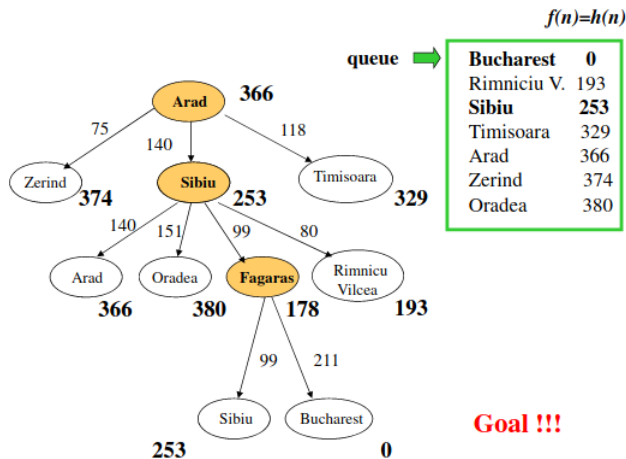 f(n)=h(n)
queue
Bucharest 0
Rimniciu V. 193
Sibiu 253
Timisoara 329
Arad 366
Zerind 374
Oradea 380
Arad 366
75
140
118
Zerind 374
Sibiu 253
Timisoara 329
140
151
99
80
Arad 366
Oradea 380
Fagaras 178
Rimnicu
Vilcea 193
99
211
Sibiu 253
Bucharest 0
Goal !!!